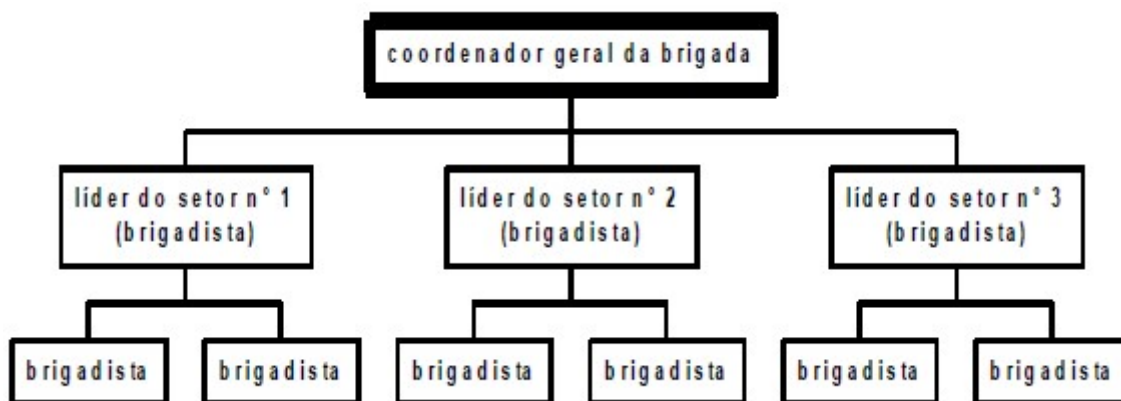 coordenador geral da brigada
líder do setor n° 1
(brigadista)
líder do setor n° 2
(brigadista)
líder do setor n° 3
(brigadista)
brigadista
brigadista
brigadista
brigadista
brigadista
brigadista